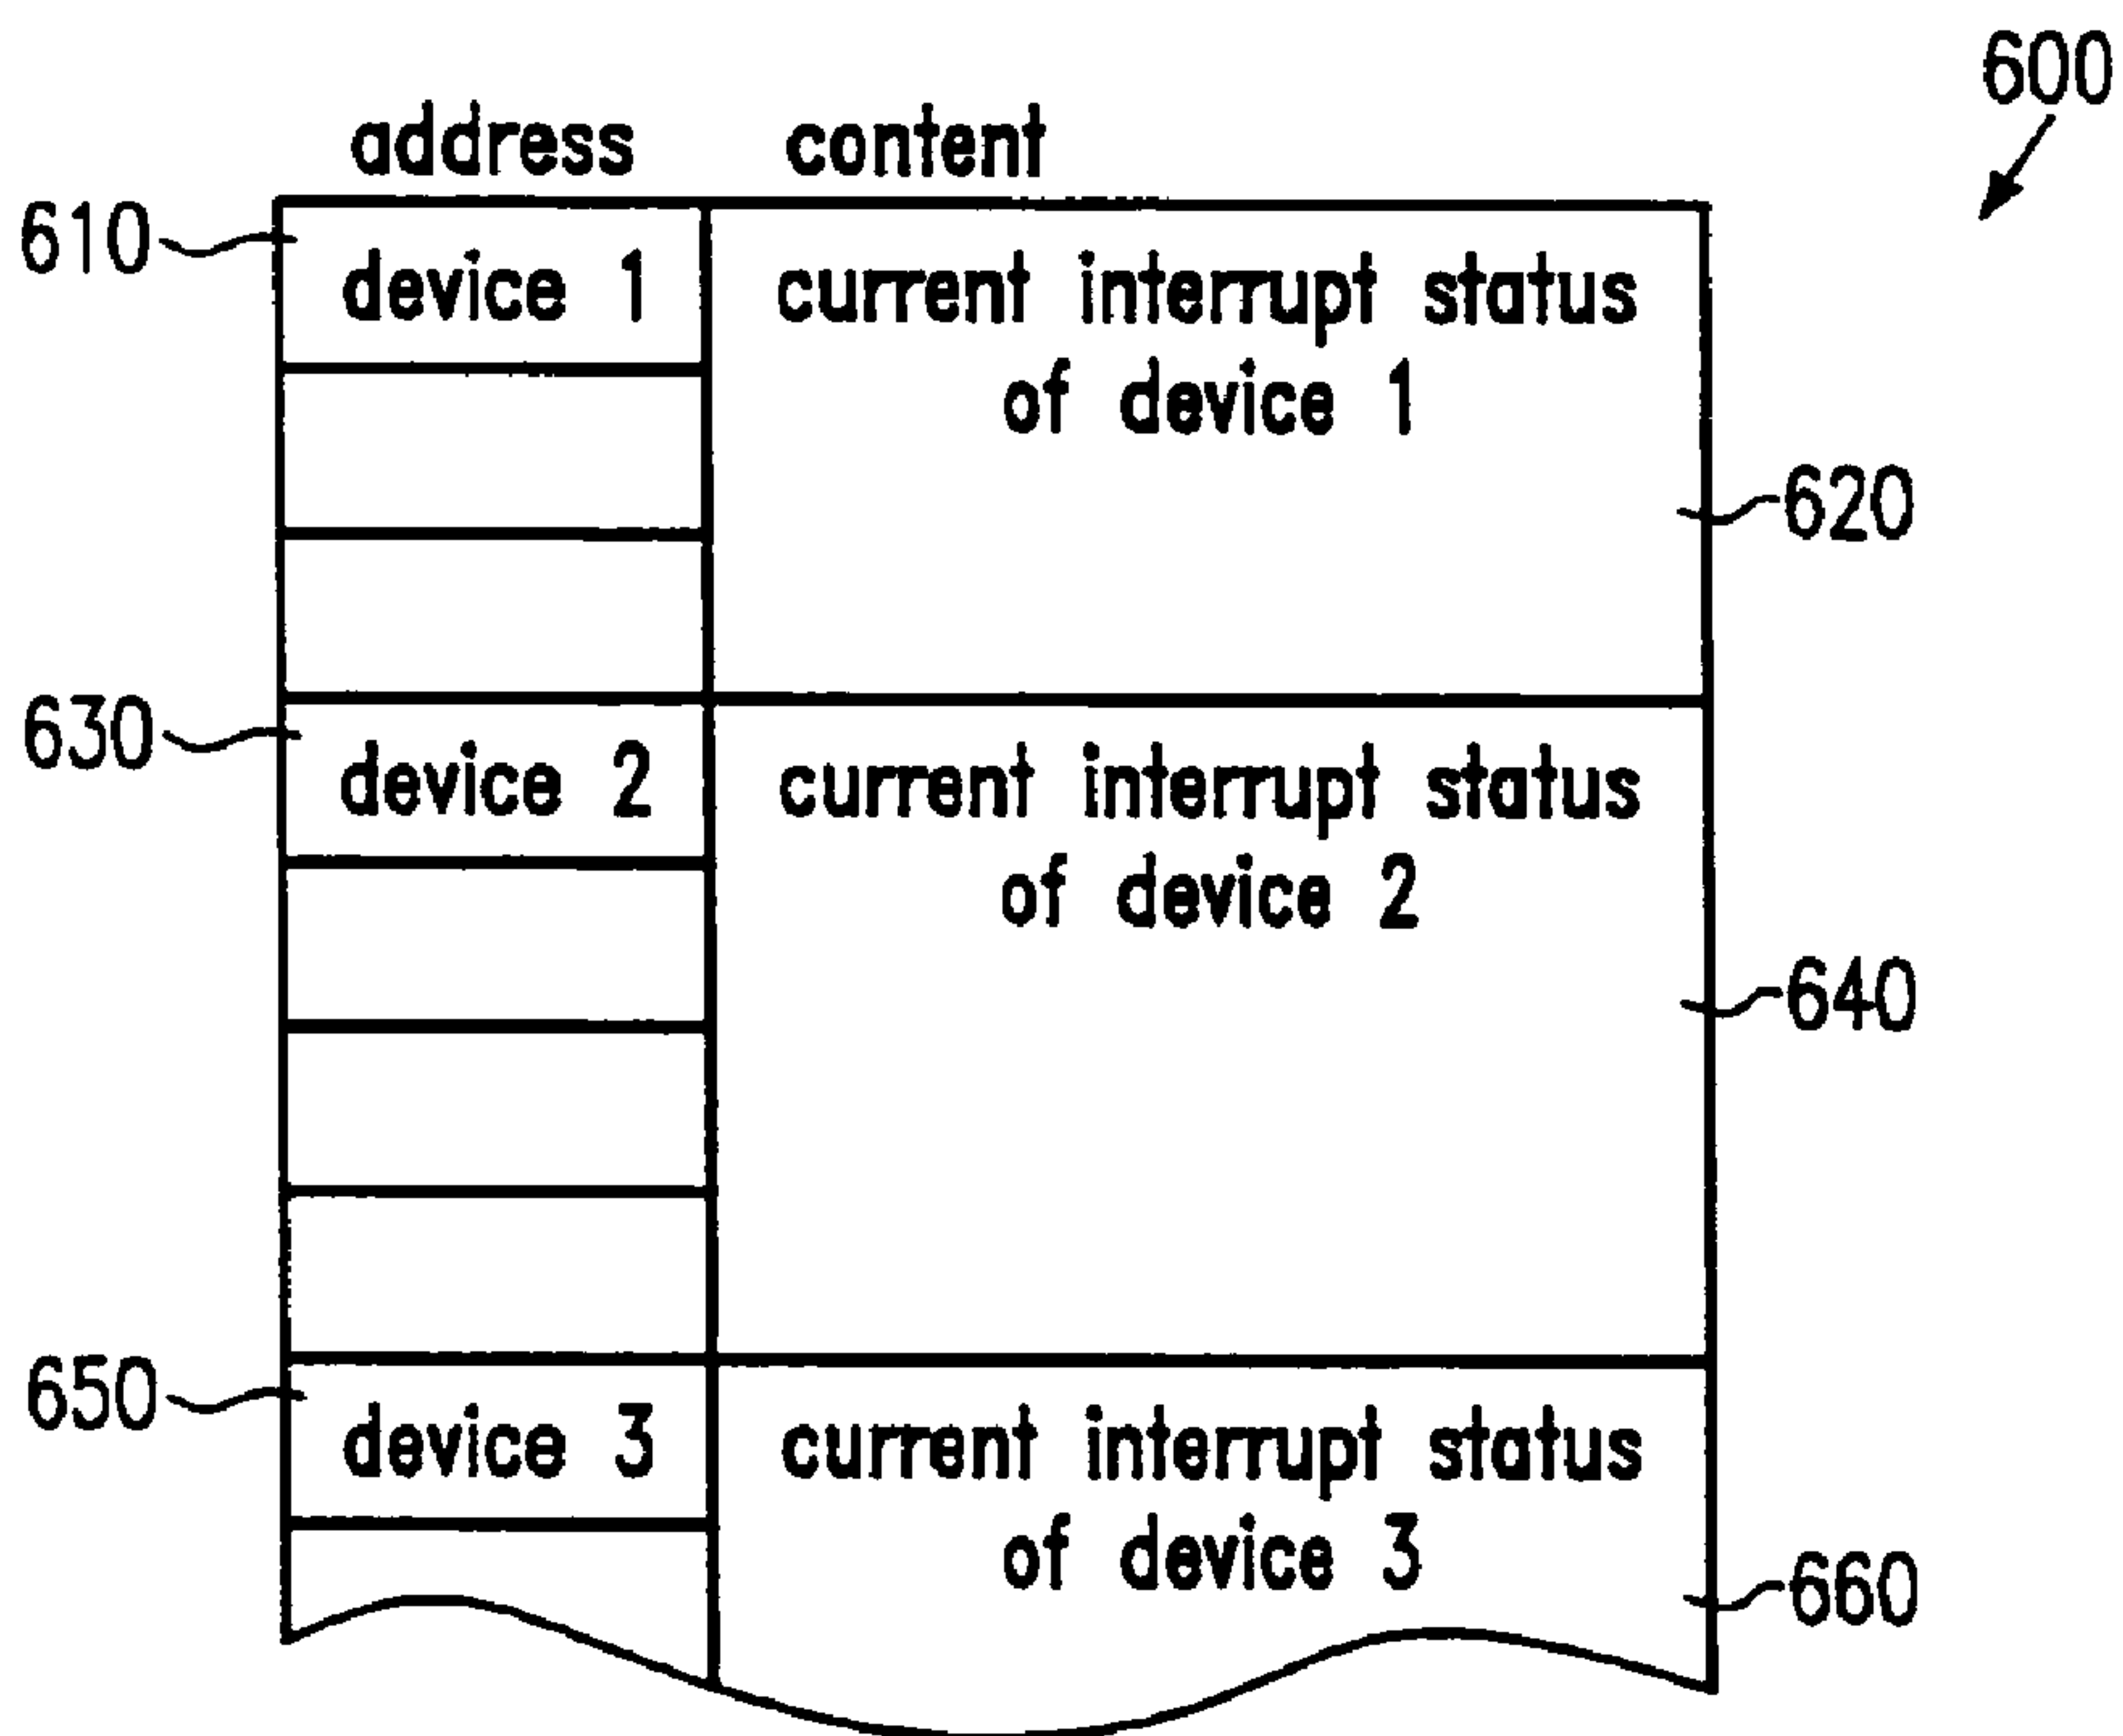 600
address content
610
device 1
current interrupt status
of device 1
620
630
device 2
current interrupt status
of device 2
640
650
device 3
current interrupt status
of device 3
660